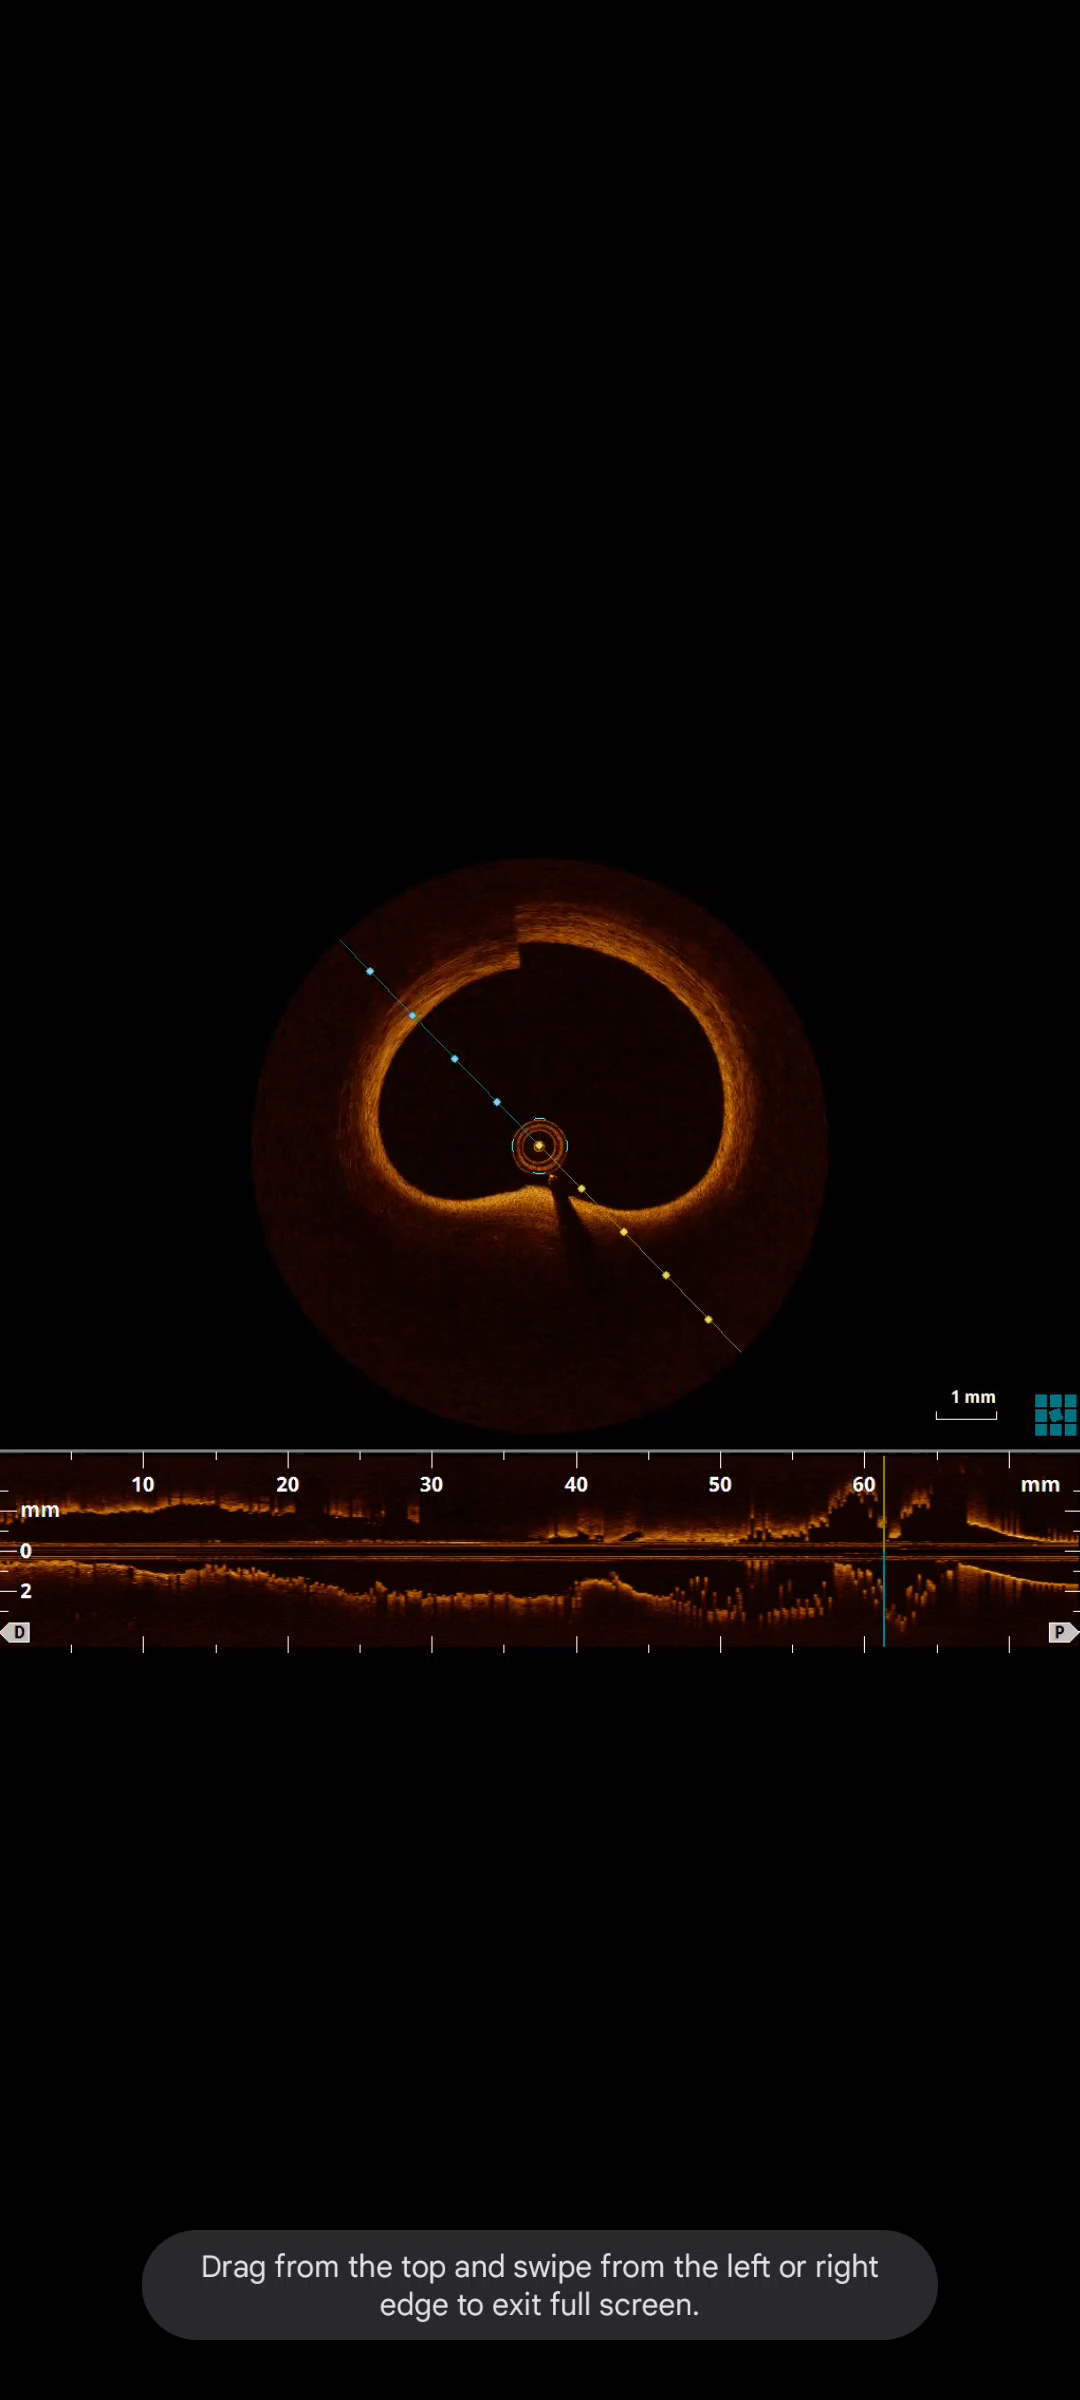 1 mm
10 20 30 40 50 60 mm
mm
0
2
D P
Drag from the top and swipe from the left or right
edge to exit full screen.